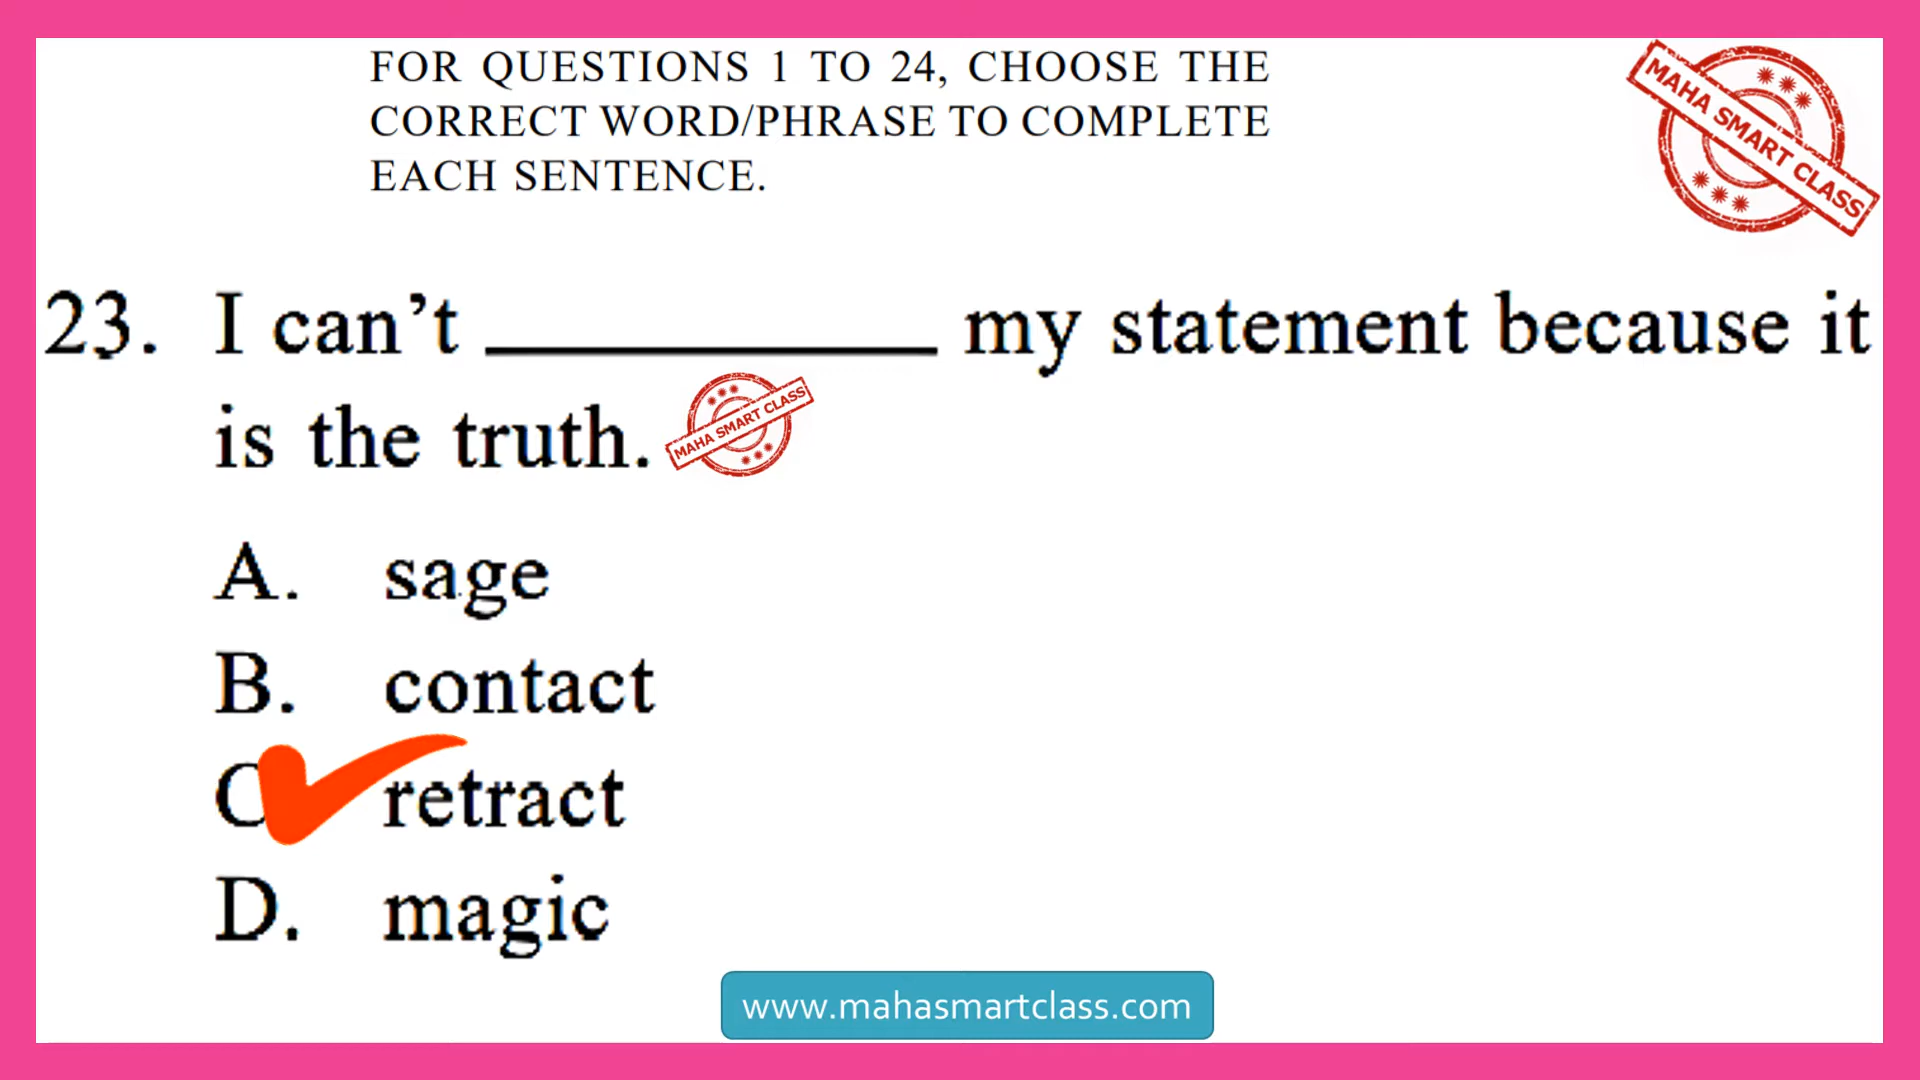 FOR QUESTIONS 1 TO 24, CHOOSE THE
CORRECT WORD/PHRASE TO COMPLETE
EACH SENTENCE.
MAHA SMART CLASS
23. I can’t ____________ my statement because it
is the truth.
MAHA SMART CLASS
A. sage
B. contact
C retract
D. magic
www.mahasmartclass.com